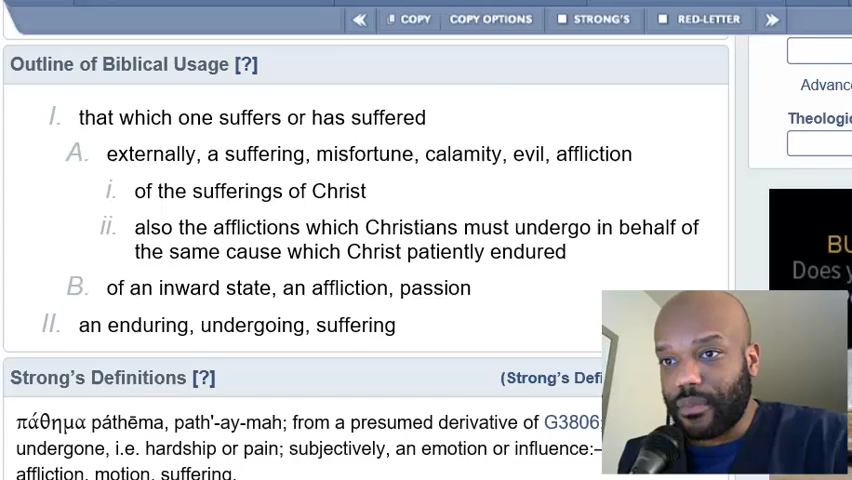 COPY COPY OPTIONS STRONG'S RED-LETTER
Outline of Biblical Usage [?]
I. that which one suffers or has suffered
A. externally, a suffering, misfortune, calamity, evil, affliction
i. of the sufferings of Christ
ii. also the afflictions which Christians must undergo in behalf of
the same cause which Christ patiently endured
B. of an inward state, an affliction, passion
II. an enduring, undergoing, suffering
Strong's Definitions [?] (Strong's Defi
πάθημα páthēma, path'-ay-mah; from a presumed derivative of G3806;
undergone, i.e. hardship or pain; subjectively, an emotion or influence:—
affliction, motion, suffering.
Advanc
Theologi
BU
Does y